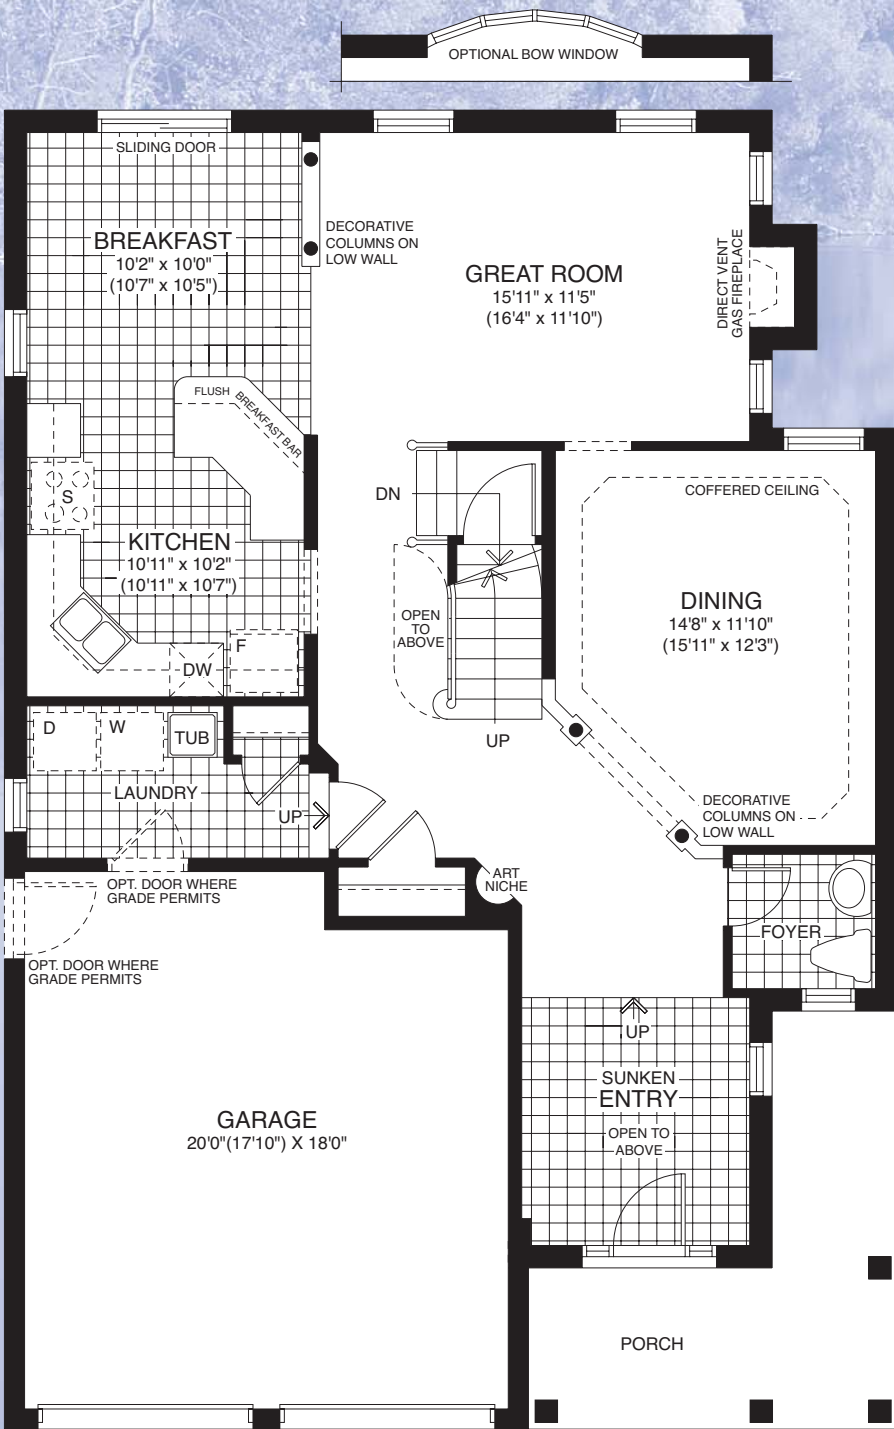 OPTIONAL BOW WINDOW
SLIDING DOOR
BREAKFAST
10'2" x 10'0"
(10'7" x 10'5")
DECORATIVE
COLUMNS ON
LOW WALL
GREAT ROOM
15'11" x 11'5"
(16'4" x 11'10")
DIRECT VENT
GAS FIREPLACE
FLUSH
BREAKFAST BAR
S
KITCHEN
10'11" x 10'2"
(10'11" x 10'7")
DW
F
DN
OPEN
TO
ABOVE
UP
COFFERED CEILING
DINING
14'8" x 11'10"
(15'11" x 12'3")
DECORATIVE
COLUMNS ON
LOW WALL
D
W
TUB
LAUNDRY
UP
OPT. DOOR WHERE
GRADE PERMITS
OPT. DOOR WHERE
GRADE PERMITS
ART
NICHE
FOYER
UP
SUNKEN
ENTRY
OPEN TO
ABOVE
GARAGE
20'0"(17'10") X 18'0"
PORCH